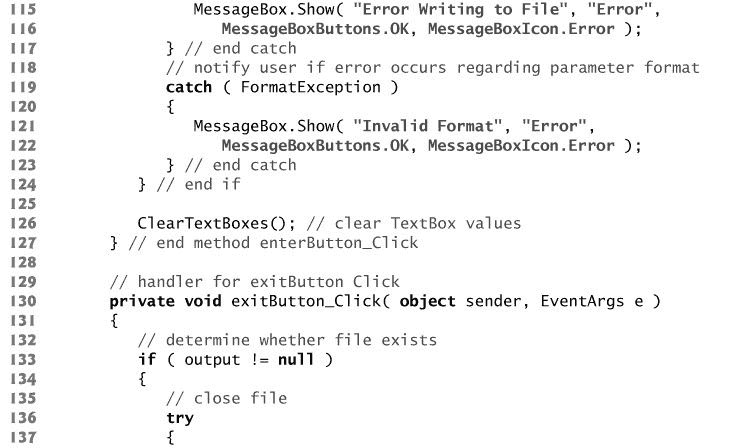 115 MessageBox.Show( "Error Writing to File", "Error",
116 MessageBoxButtons.OK, MessageBoxIcon.Error );
117 } // end catch
118 // notify user if error occurs regarding parameter format
119 catch ( FormatException )
120 {
121 MessageBox.Show( "Invalid Format", "Error",
122 MessageBoxButtons.OK, MessageBoxIcon.Error );
123 } // end catch
124 } // end if
125
126 ClearTextBoxes(); // clear TextBox values
127 } // end method enterButton_Click
128
129 // handler for exitButton Click
130 private void exitButton_Click( object sender, EventArgs e )
131 {
132 // determine whether file exists
133 if ( output != null )
134 {
135 // close file
136 try
137 {